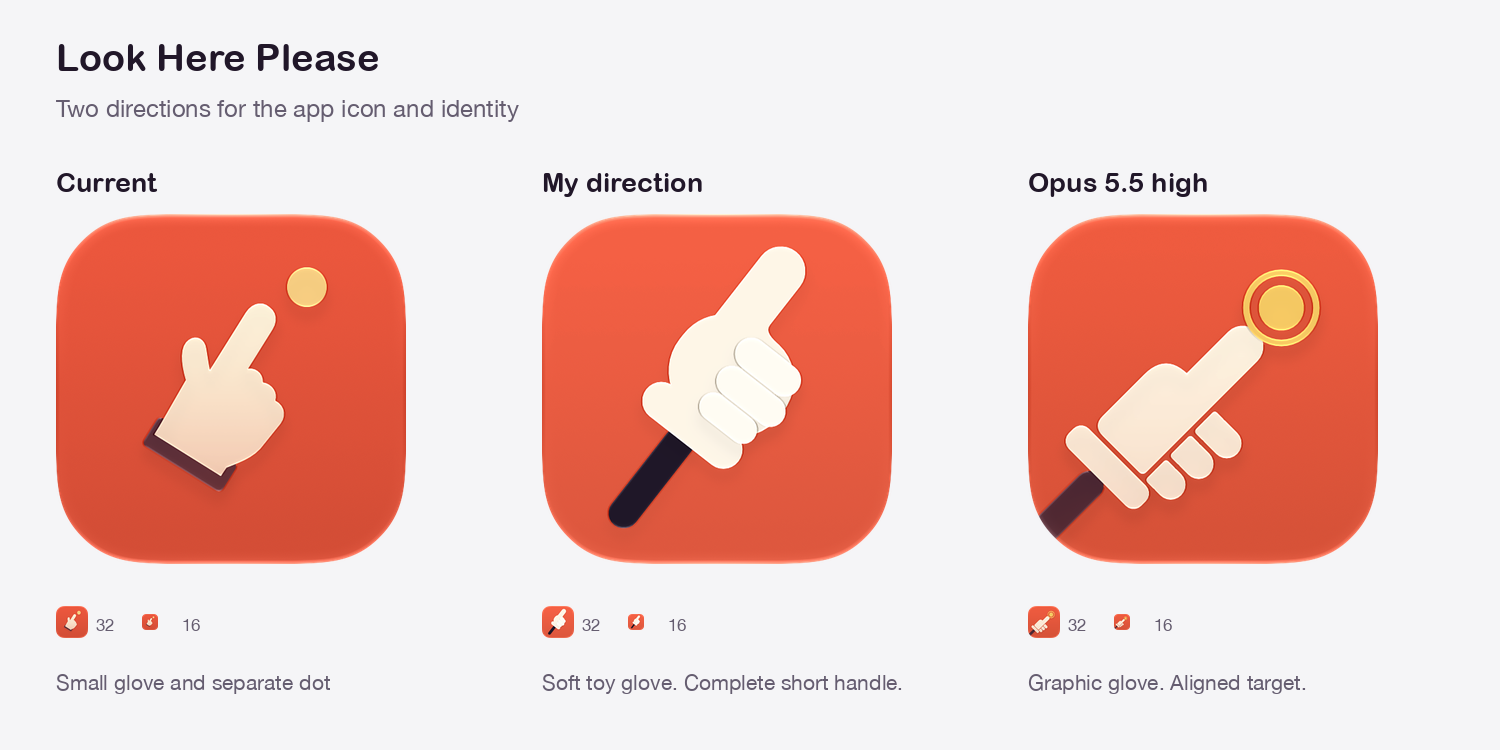 Look Here Please
Two directions for the app icon and identity
Current
My direction
Opus 5.5 high
32
16
32
16
32
16
Small glove and separate dot
Soft toy glove. Complete short handle.
Graphic glove. Aligned target.